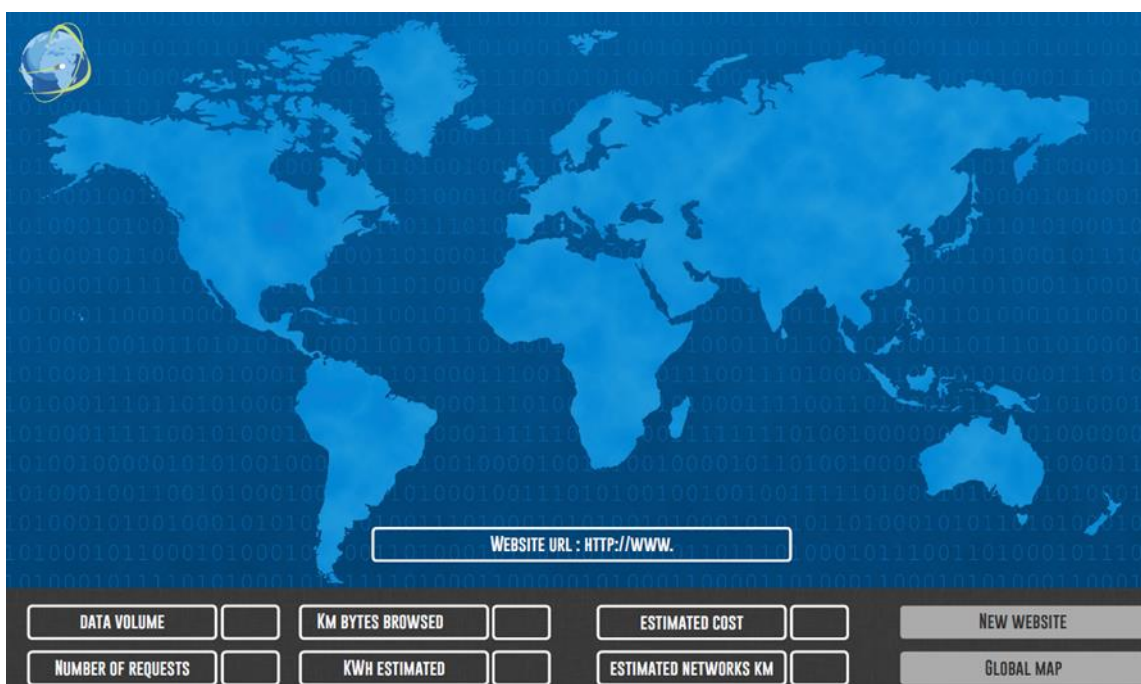 Website url : http://www.
data volume
Km bytes browsed
estimated cost
New website
Number of requests
KWh estimated
estimated networks km
Global map